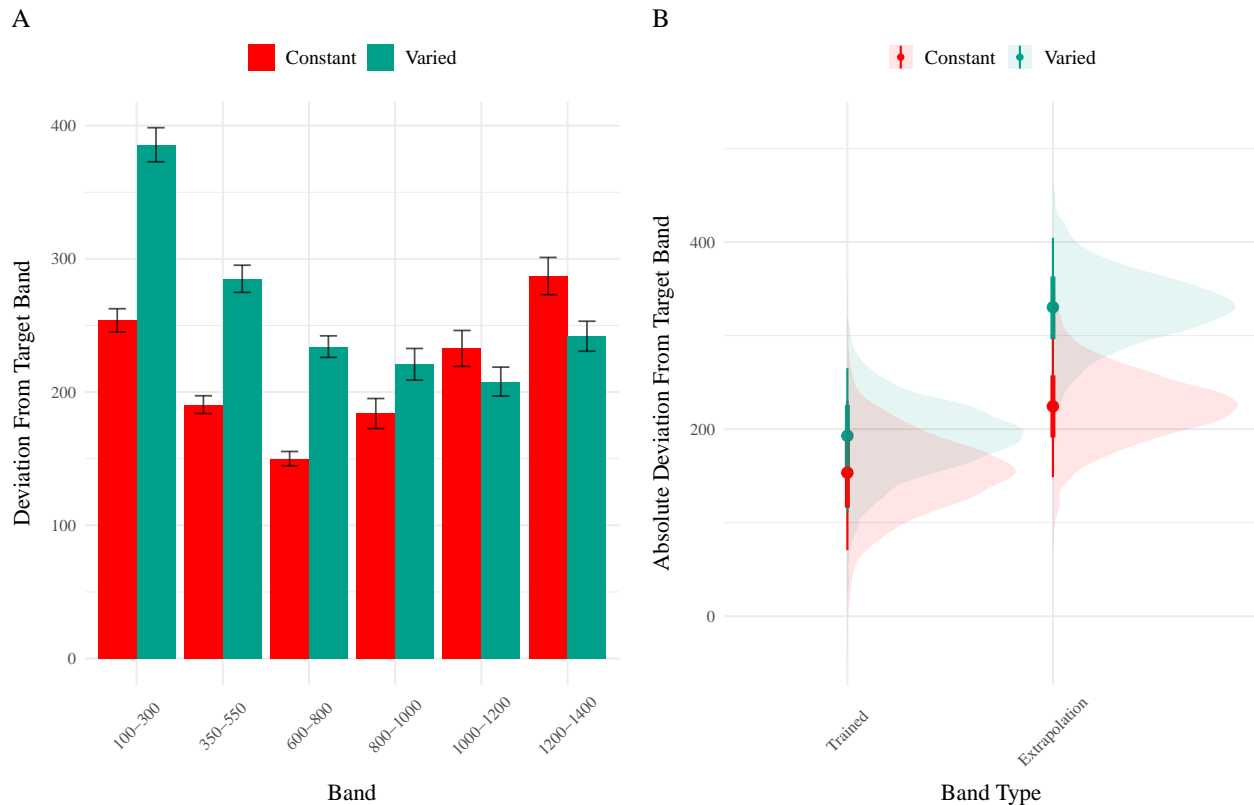 A
Constant
Varied
Deviation From Target Band
400
300
200
100
0
100–300
350–550
600–800
800–1000
1000–1200
1200–1400
Band
B
Constant
Varied
Absolute Deviation From Target Band
400
200
0
Trained
Extrapolation
Band Type